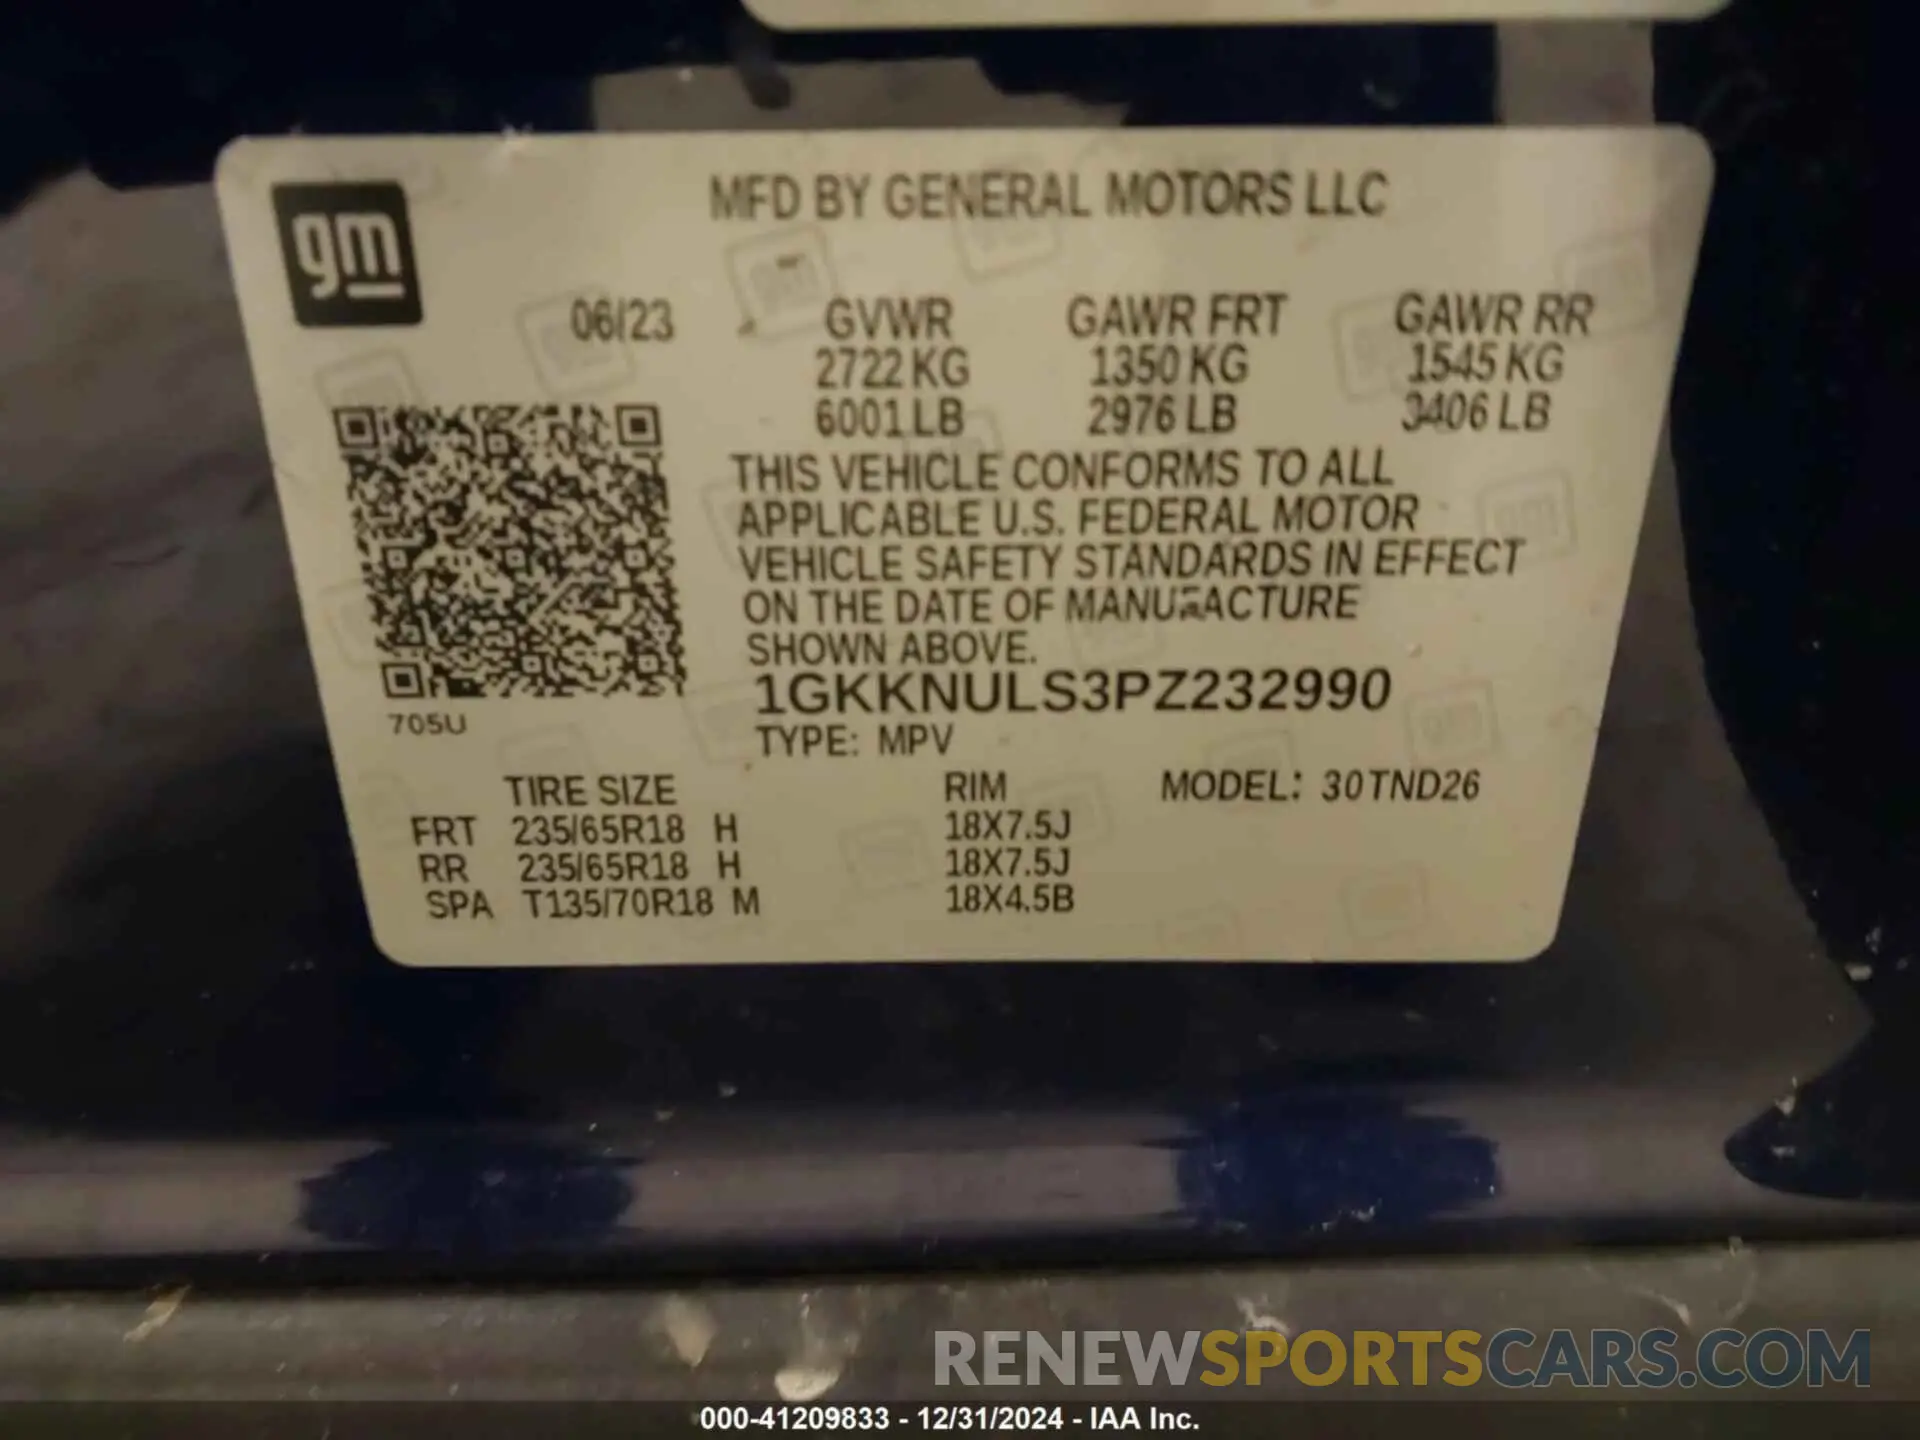 MFD BY GENERAL MOTORS LLC
gm
06/23 GVWR GAWR FRT GAWR RR
2722 KG 1350 KG 1545 KG
6001 LB 2976 LB 3406 LB
THIS VEHICLE CONFORMS TO ALL
APPLICABLE U.S. FEDERAL MOTOR
VEHICLE SAFETY STANDARDS IN EFFECT
ON THE DATE OF MANUFACTURE
SHOWN ABOVE.
1GKKNULS3PZ232990
705U
TYPE: MPV
TIRE SIZE RIM MODEL: 30TND26
FRT 235/65R18 H 18X7.5J
RR 235/65R18 H 18X7.5J
SPA T135/70R18 M 18X4.5B
RENEWSPORTSCARS.COM
000-41209833 - 12/31/2024 - IAA Inc.